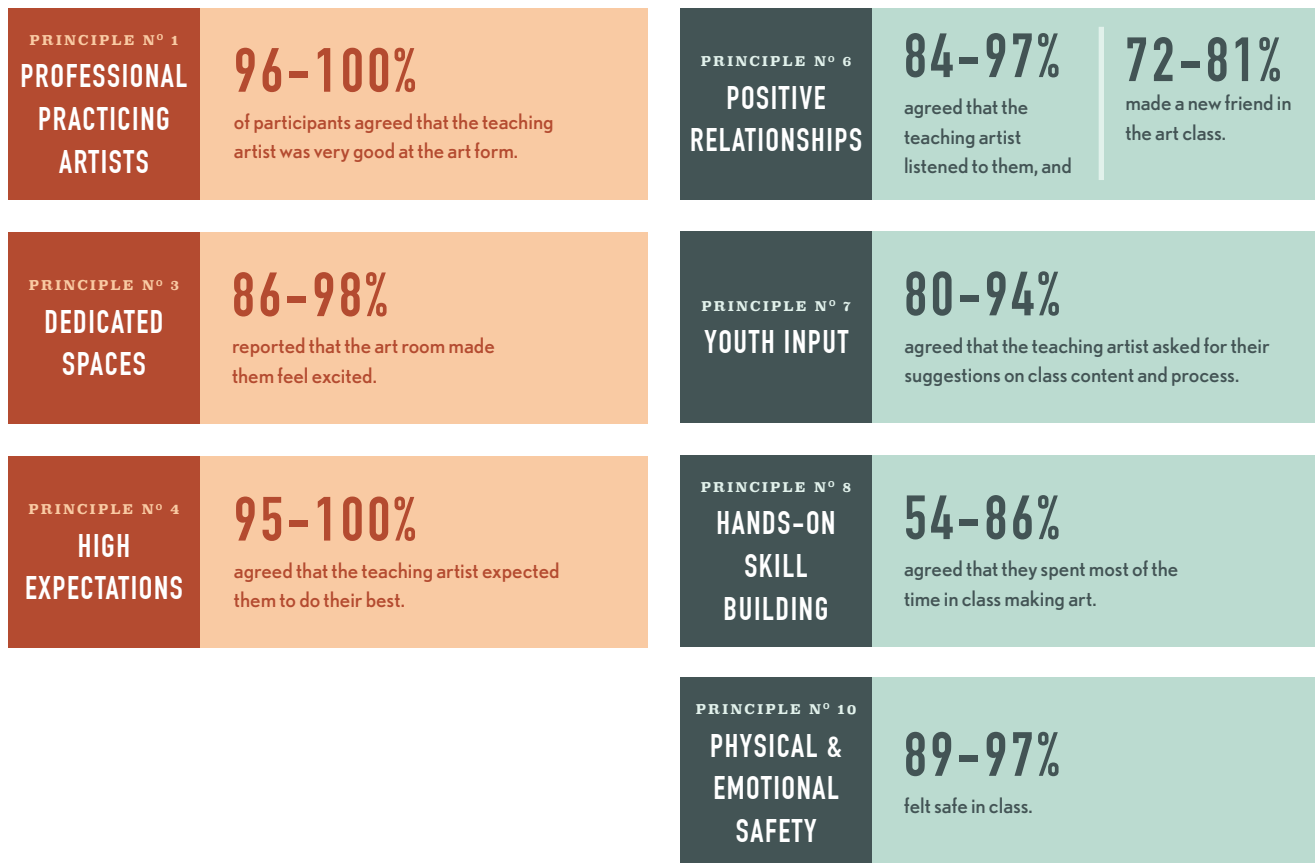 PRINCIPLE Nº 1
PROFESSIONAL
PRACTICING
ARTISTS
96–100%
of participants agreed that the teaching
artist was very good at the art form.
PRINCIPLE Nº 3
DEDICATED
SPACES
86–98%
reported that the art room made
them feel excited.
PRINCIPLE Nº 4
HIGH
EXPECTATIONS
95–100%
agreed that the teaching artist expected
them to do their best.
PRINCIPLE Nº 6
POSITIVE
RELATIONSHIPS
84–97%
agreed that the
teaching artist
listened to them, and
72–81%
made a new friend in
the art class.
PRINCIPLE Nº 7
YOUTH INPUT
80–94%
agreed that the teaching artist asked for their
suggestions on class content and process.
PRINCIPLE Nº 8
HANDS-ON
SKILL
BUILDING
54–86%
agreed that they spent most of the
time in class making art.
PRINCIPLE Nº 10
PHYSICAL &
EMOTIONAL
SAFETY
89–97%
felt safe in class.